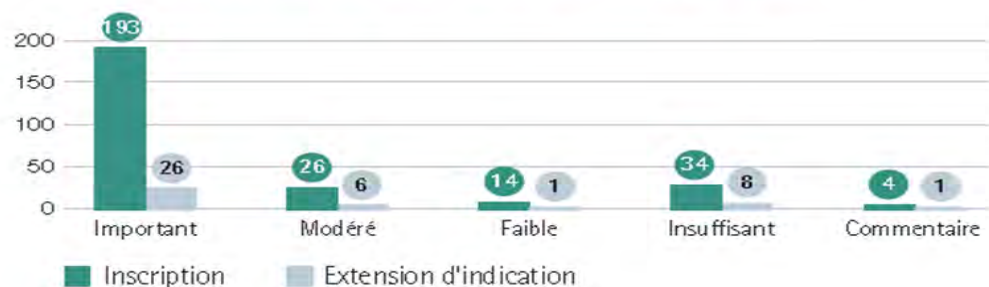 193
200
150
100
50
0
26
26
6
14
1
34
8
4
1
Important
Modéré
Faible
Insuffisant
Commentaire
Inscription
Extension d'indication